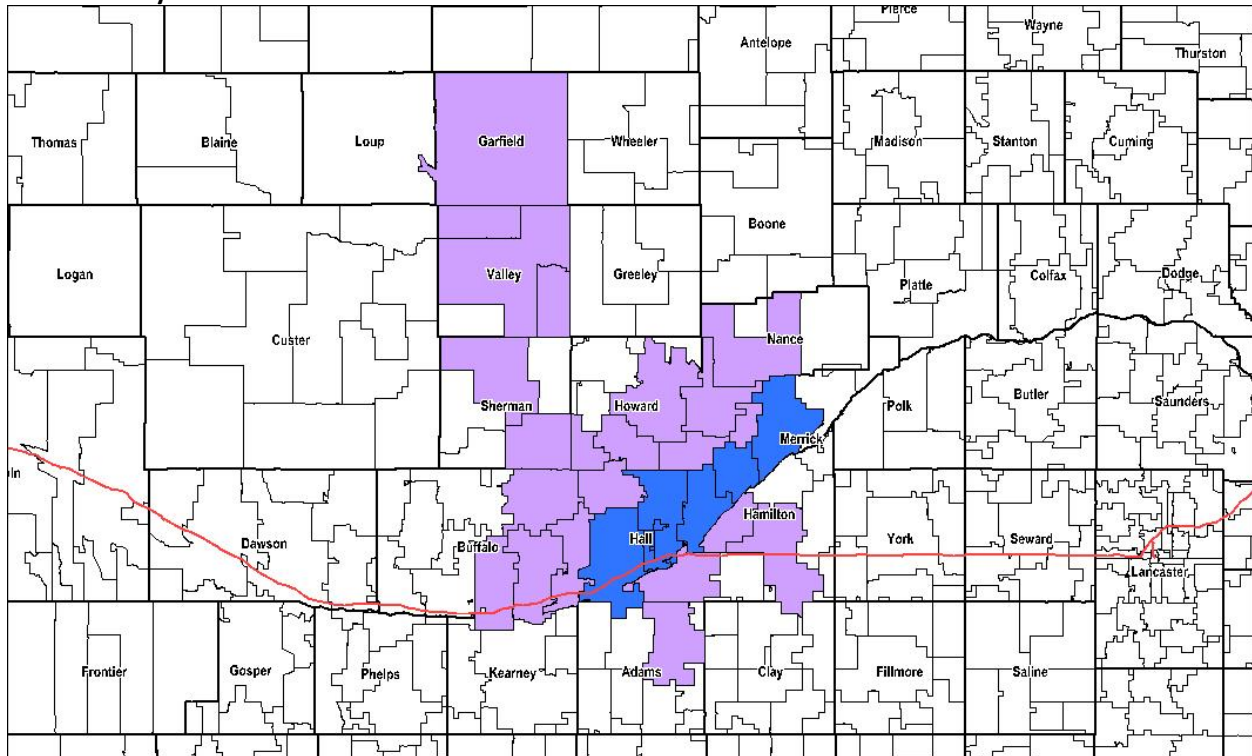 Pierce
Wayne
Antelope
Thurston
Thomas
Blaine
Loup
Garfield
Wheeler
Madison
Stanton
Cuming
Boone
Logan
Valley
Greeley
Platte
Colfax
Dodge
Custer
Nance
Sherman
Howard
Polk
Butler
Saunders
Merrick
oln
Hamilton
Dawson
Buffalo
Hall
York
Seward
Lancaster
Frontier
Gosper
Phelps
Kearney
Adams
Clay
Fillmore
Saline